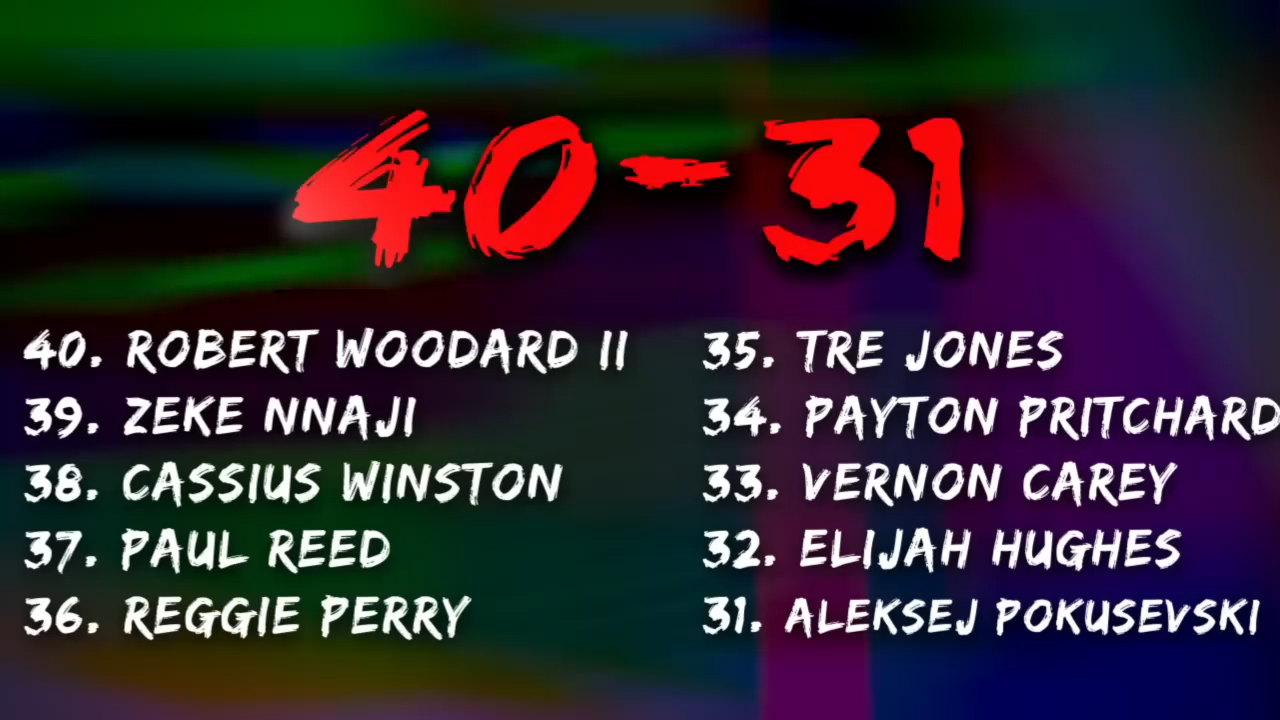 40-31
40. ROBERT WOODARD II
39. ZEKE NNAJI
38. CASSIUS WINSTON
37. PAUL REED
36. REGGIE PERRY
35. TRE JONES
34. PAYTON PRITCHARD
33. VERNON CAREY
32. ELIJAH HUGHES
31. ALEKSEJ POKUSEVSKI